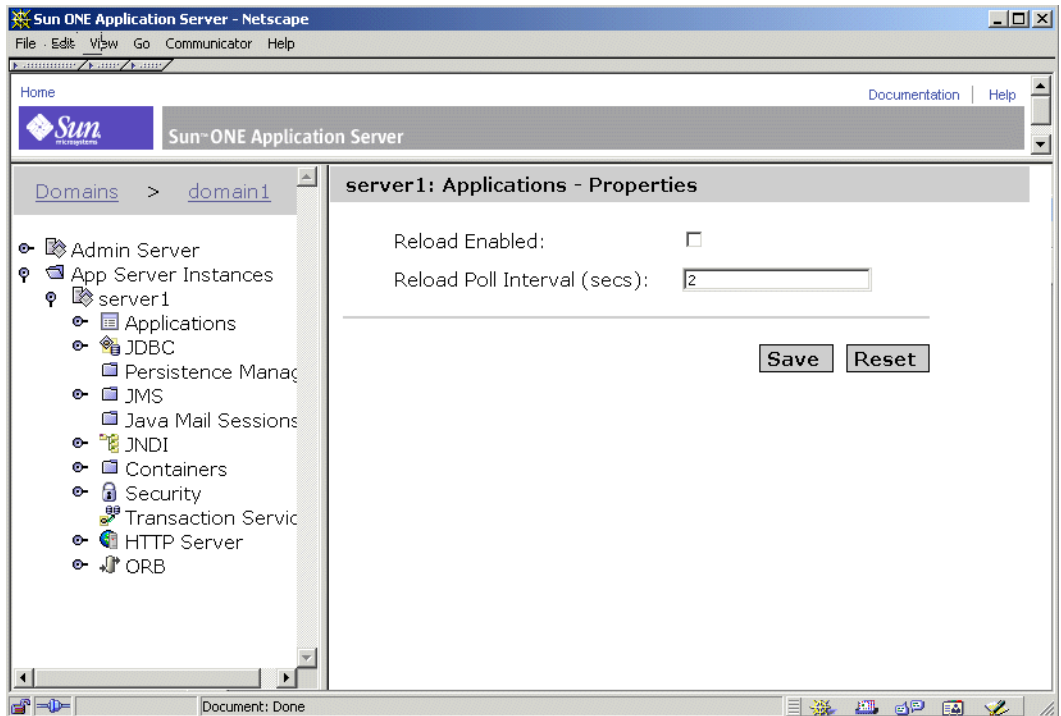 Sun ONE Application Server - Netscape
File Edit View Go Communicator Help
Home
Documentation | Help
Sun microsystems
Sun™ ONE Application Server
Domains > domain1
server1: Applications - Properties
Admin Server
App Server Instances
server1
Applications
JDBC
Persistence Manag
JMS
Java Mail Sessions
JNDI
Containers
Security
Transaction Servic
HTTP Server
ORB
Reload Enabled:
Reload Poll Interval (secs): 2
Save Reset
Document: Done